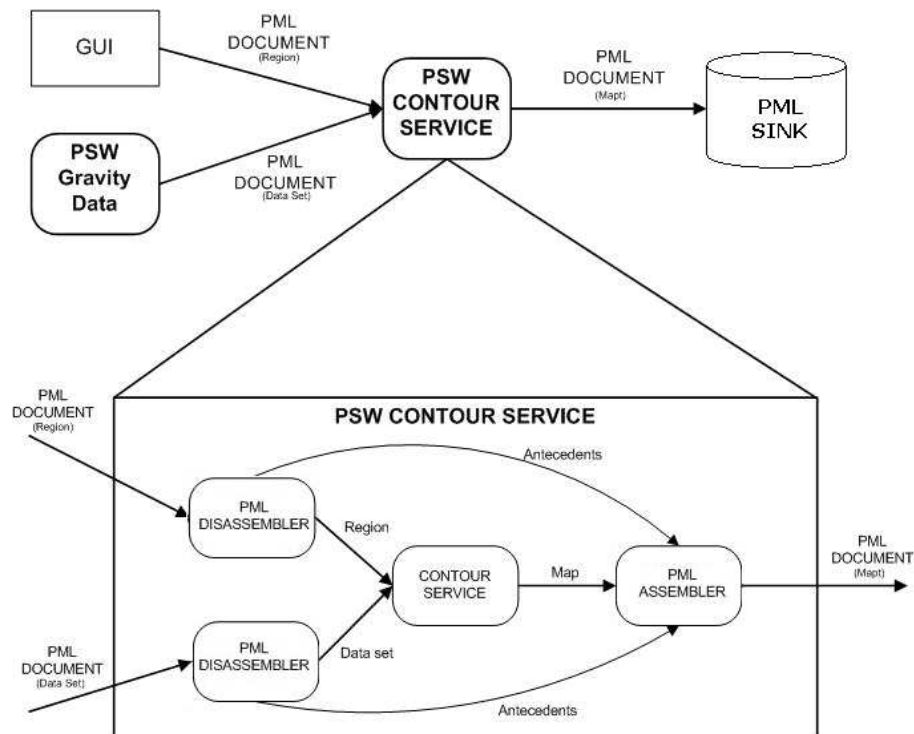 GUI
PML
DOCUMENT
(Region)
PSW
CONTOUR
SERVICE
PML
DOCUMENT
(Mapt)
PML
SINK
PSW
Gravity
Data
PML
DOCUMENT
(Data Set)
PML
DOCUMENT
(Region)
PSW CONTOUR SERVICE
Antecedents
PML
DISASSEMBLER
Region
CONTOUR
SERVICE
Map
PML
ASSEMBLER
PML
DOCUMENT
(Mapt)
PML
DOCUMENT
(Data Set)
PML
DISASSEMBLER
Data set
Antecedents